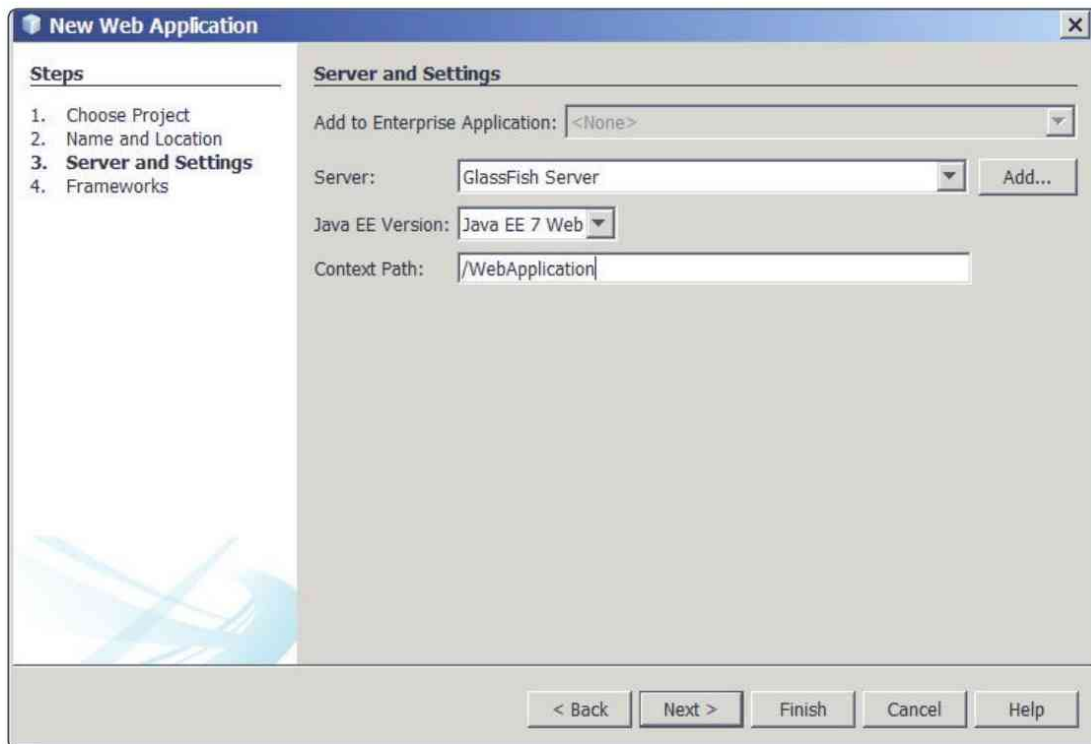 New Web Application
Steps
1. Choose Project
2. Name and Location
3. Server and Settings
4. Frameworks
Server and Settings
Add to Enterprise Application: <None>
Server: GlassFish Server Add...
Java EE Version: Java EE 7 Web
Context Path: /WebApplication
< Back Next > Finish Cancel Help